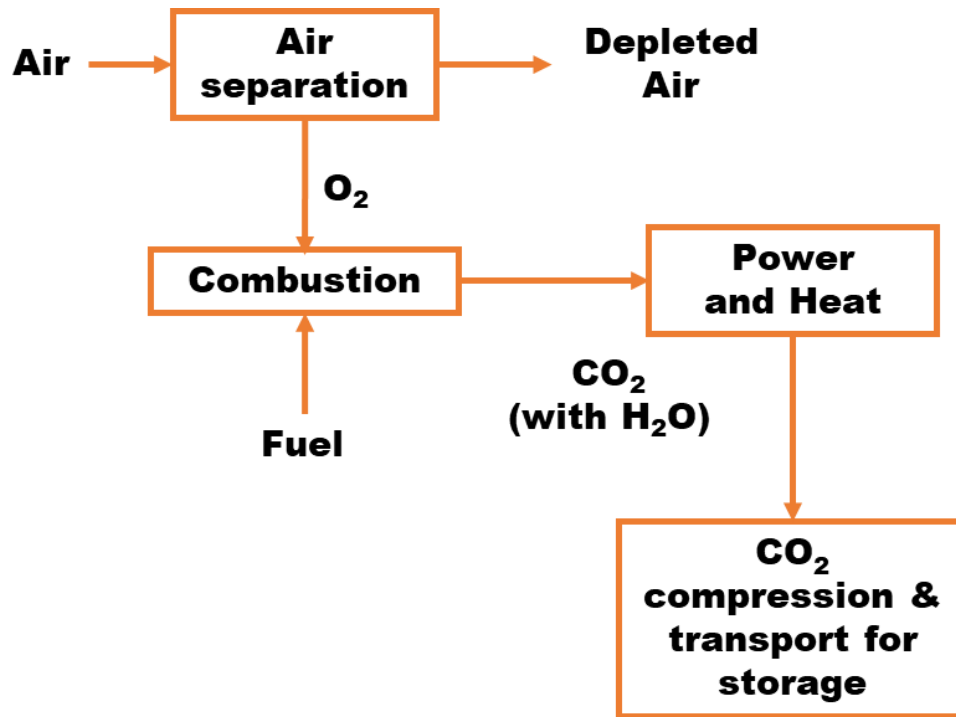 Air
Air
separation
Depleted
Air
O₂
Combustion
Power
and Heat
CO₂
(with H₂O)
Fuel
CO₂
compression &
transport for
storage